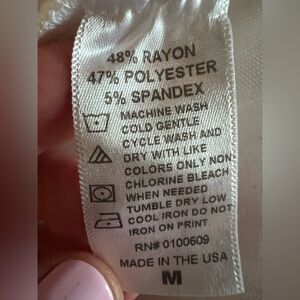 48% RAYON
47% POLYESTER
5% SPANDEX
MACHINE WASH
COLD GENTLE
CYCLE WASH AND
DRY WITH LIKE
COLORS ONLY NON-
CHLORINE BLEACH
WHEN NEEDED
TUMBLE DRY LOW
COOL IRON DO NOT
IRON ON PRINT
RN# 0100609
MADE IN THE USA
M